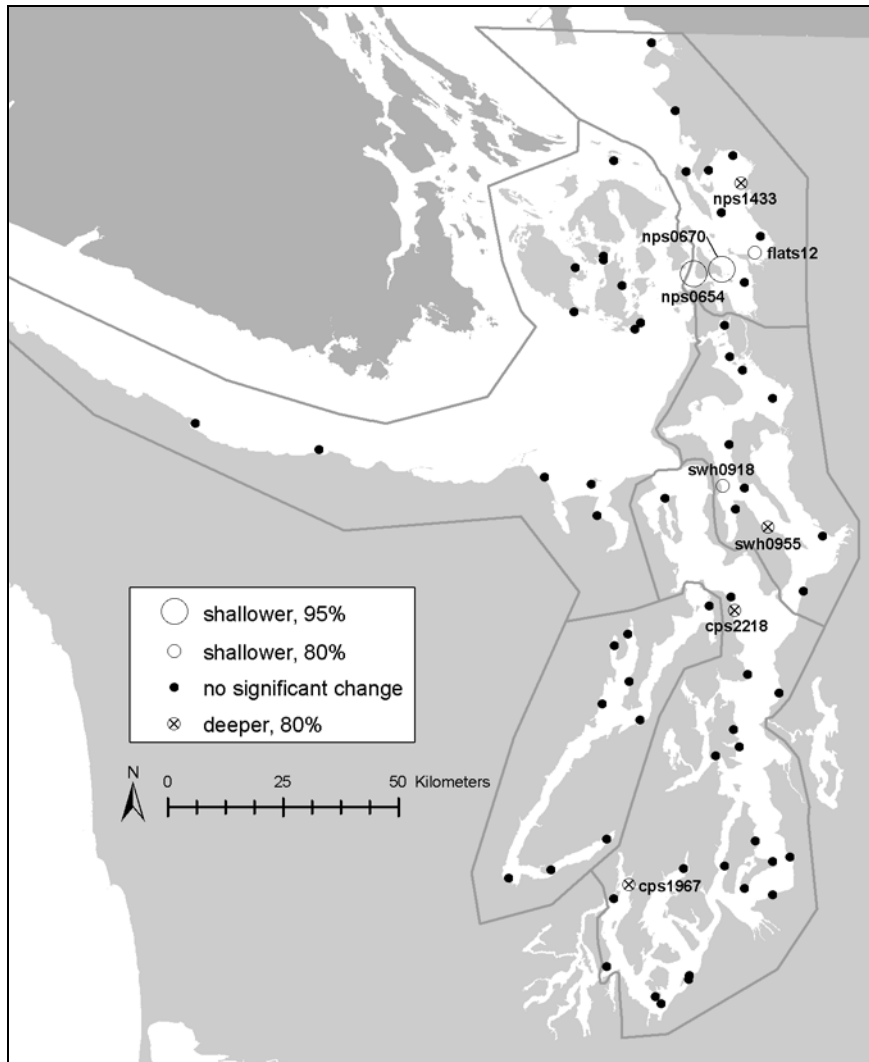 nps1433
nps0670
flats12
nps0654
swh0918
swh0955
cps2218
shallower, 95%
shallower, 80%
no significant change
deeper, 80%
N
0 25 50 Kilometers
cps1967